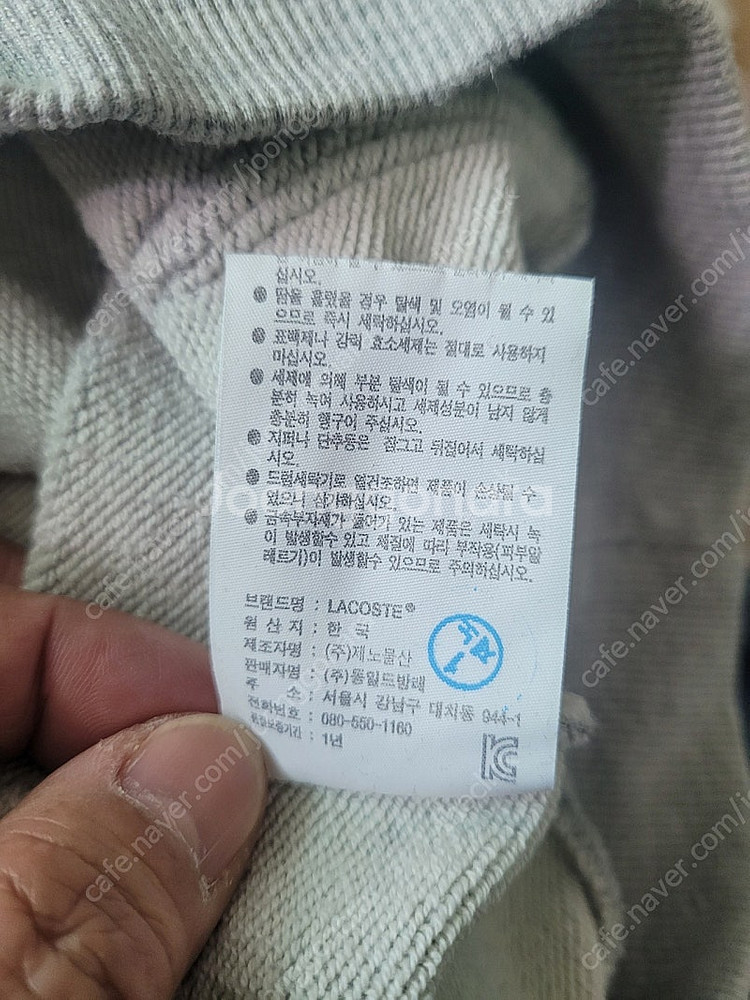 십시오.
땀을 흘렸을 경우 탈색 및 오염이 될 수 있
으므로 즉시 세탁하십시오.
표백제나 강력 효소세제는 절대로 사용하지
마십시오.
세제에 의해 부분 탈색이 될 수 있으므로 충
분히 녹여 사용하시고 세제성분이 남지 않게
충분히 헹구어 주십시오.
지퍼나 단추등은 잠그고 뒤집어서 세탁하십
시오.
드럼세탁기로 열건조하면 제품이 손상될 수
있으니 삼가하십시오.
금속부자재가 들어가 있는 제품은 세탁시 녹
이 발생할수 있고 체질에 따라 부작용(피부알
레르기)이 발생할수 있으므로 주의하십시오.
브랜드명 : LACOSTE®
원 산 지 : 한 국
제조자명 : (주)제노물산
판매자명 : (주)동일드방레
주 소 : 서울시 강남구 대치동 944-1
전화번호 : 080-550-1160
품질보증기간 : 1년
Joonggonara
cafe.naver.com/joonggonara